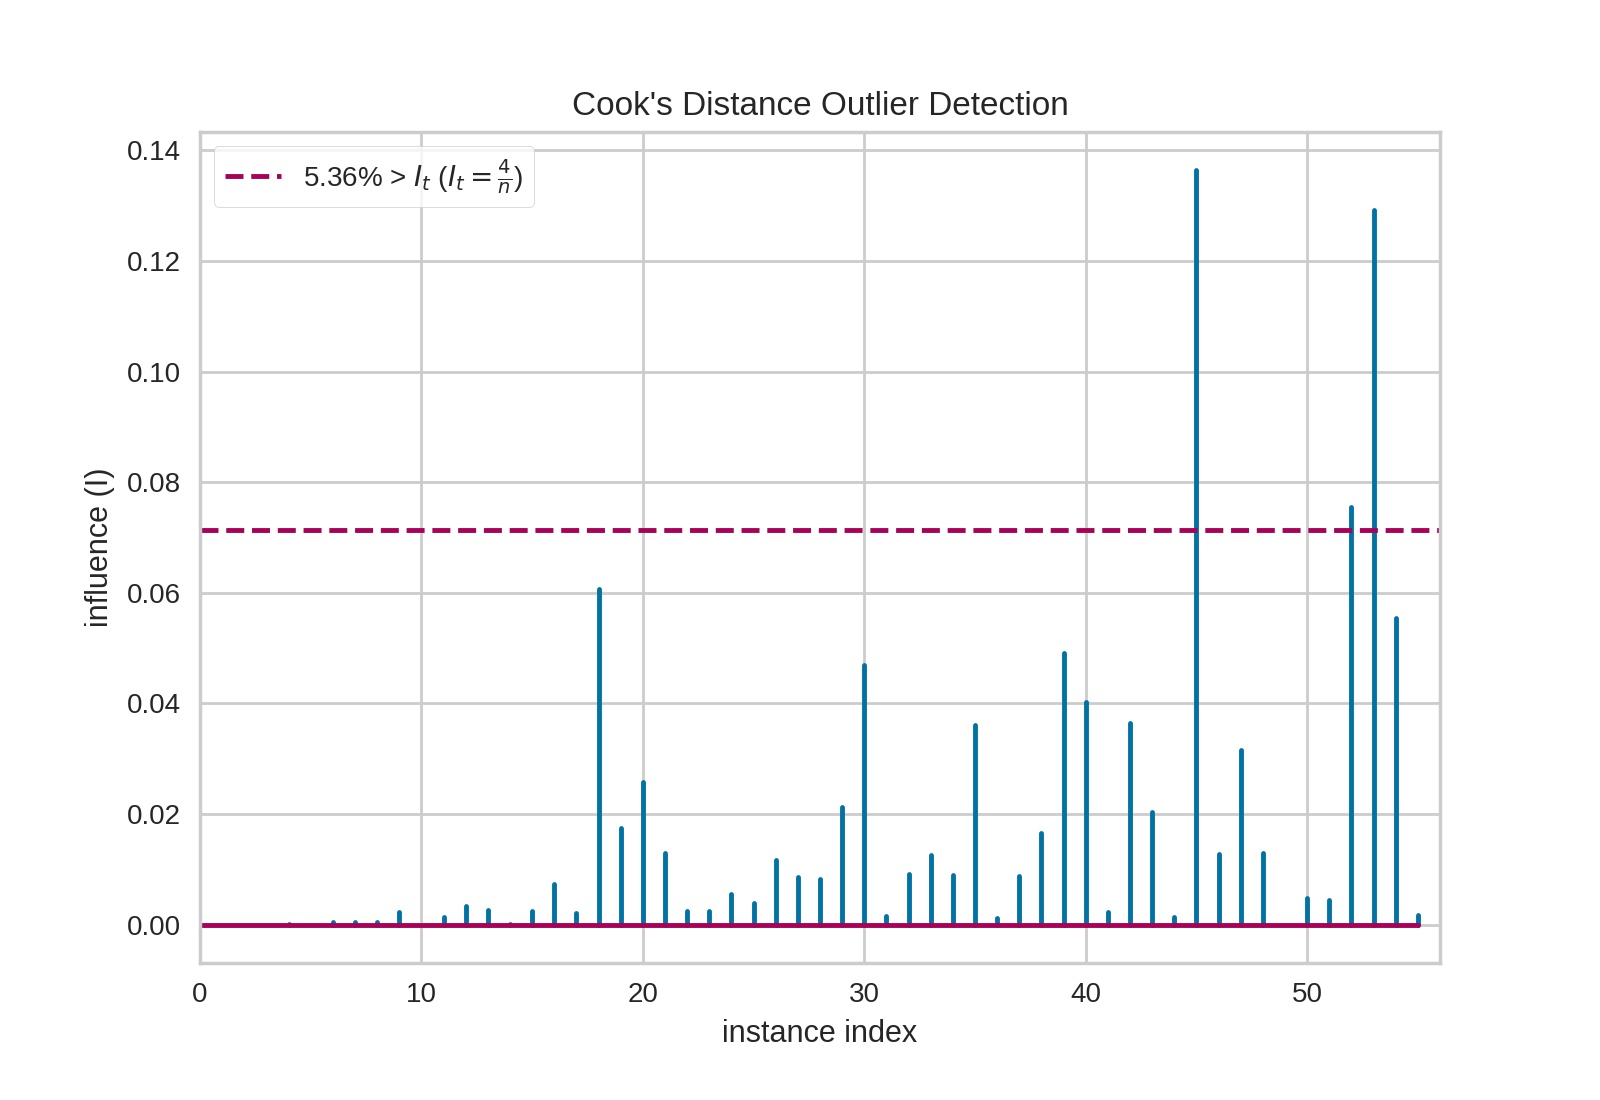 Cook's Distance Outlier Detection
5.36% > I_t (I_t = 4/n)
0.14
0.12
0.10
0.08
0.06
0.04
0.02
0.00
influence (I)
0 10 20 30 40 50
instance index